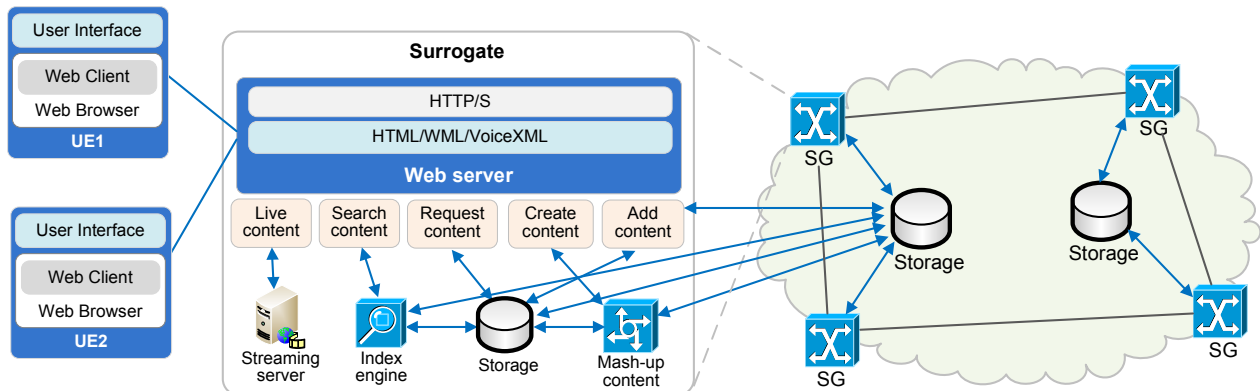 User Interface
Web Client
Web Browser
UE1
User Interface
Web Client
Web Browser
UE2
Surrogate
HTTP/S
HTML/WML/VoiceXML
Web server
Live
content
Search
content
Request
content
Create
content
Add
content
Streaming
server
Index
engine
Storage
Mash-up
content
SG
SG
Storage
Storage
SG
SG